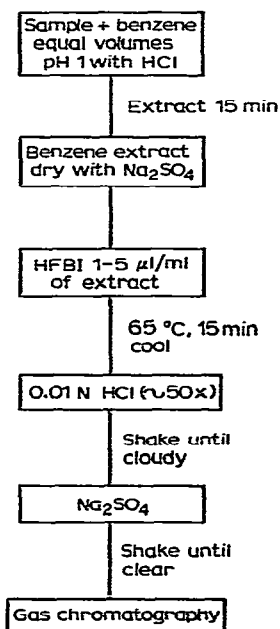 Sample + benzene
equal volumes
pH 1 with HCl
Extract 15 min
Benzene extract
dry with Na₂SO₄
HFBI 1-5 μl/ml
of extract
65 °C, 15 min
cool
0.01 N HCl (~50x)
Shake until
cloudy
Na₂SO₄
Shake until
clear
Gas chromatography